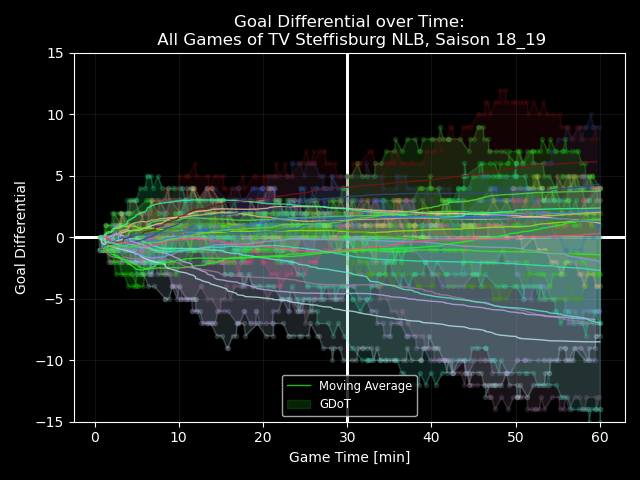 Goal Differential over Time:
All Games of TV Steffisburg NLB, Saison 18_19
15
10
5
0
−5
−10
−15
Goal Differential
Moving Average
GDoT
0 10 20 30 40 50 60
Game Time [min]